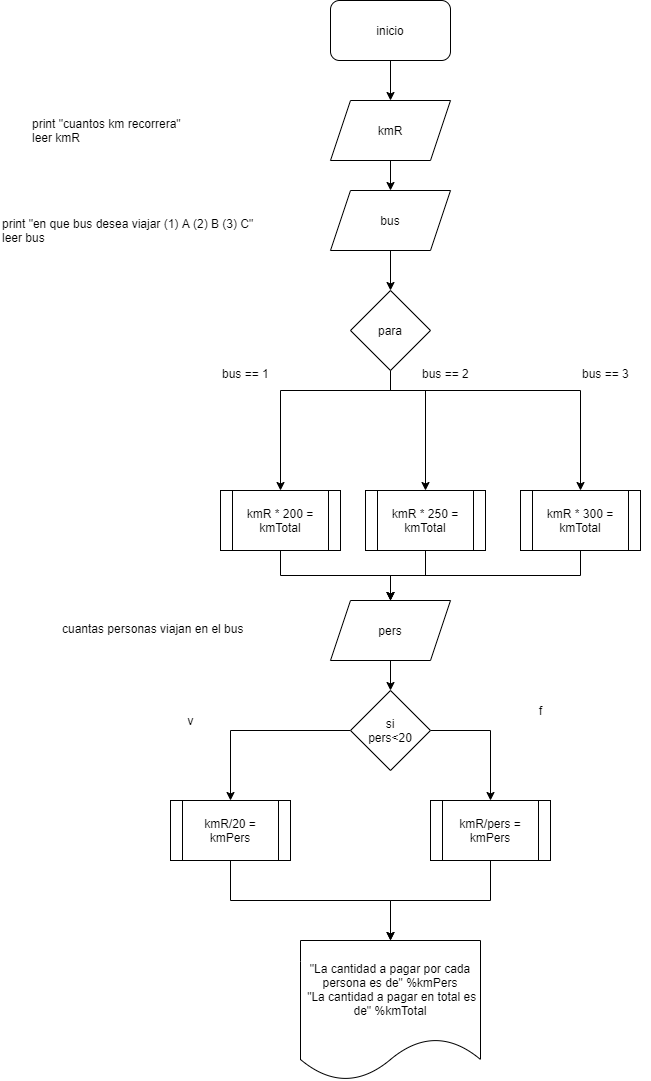 inicio
print "cuantos km recorrera"
leer kmR
kmR
print "en que bus desea viajar (1) A (2) B (3) C"
leer bus
bus
para
bus == 1
bus == 2
bus == 3
kmR * 200 =
kmTotal
kmR * 250 =
kmTotal
kmR * 300 =
kmTotal
cuantas personas viajan en el bus
pers
si
pers<20
v
f
kmR/20 =
kmPers
kmR/pers =
kmPers
"La cantidad a pagar por cada
persona es de" %kmPers
"La cantidad a pagar en total es
de" %kmTotal